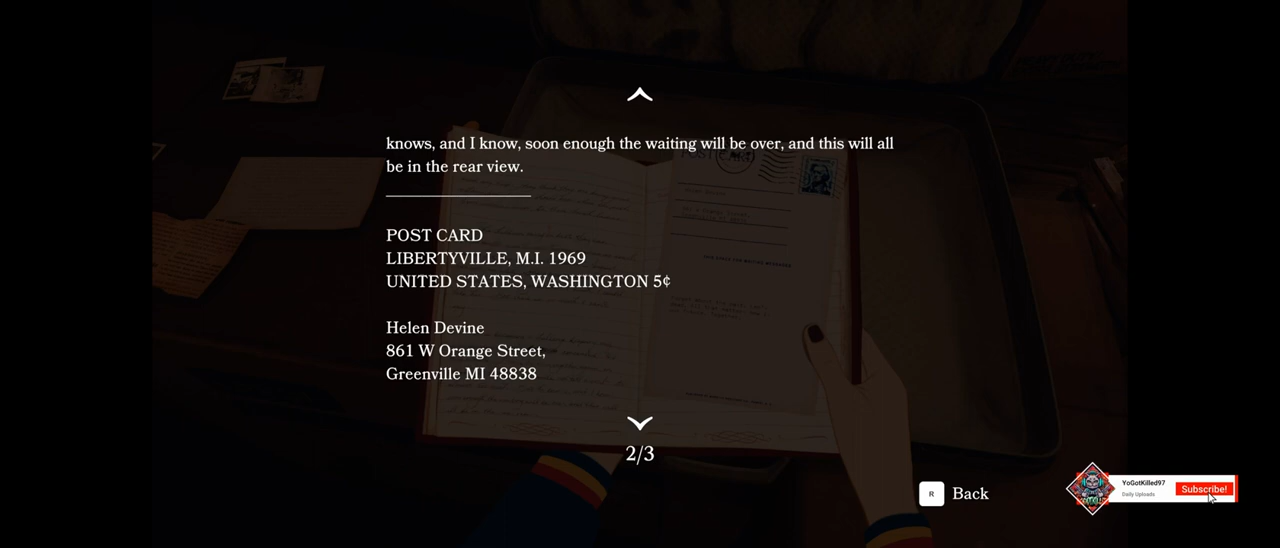 knows, and I know, soon enough the waiting will be over, and this will all
be in the rear view.
POST CARD
LIBERTYVILLE, M.I. 1969
UNITED STATES, WASHINGTON 5¢
Helen Devine
861 W Orange Street,
Greenville MI 48838
2/3
R Back
YoGotKilled97
Daily Uploads
Subscribe!